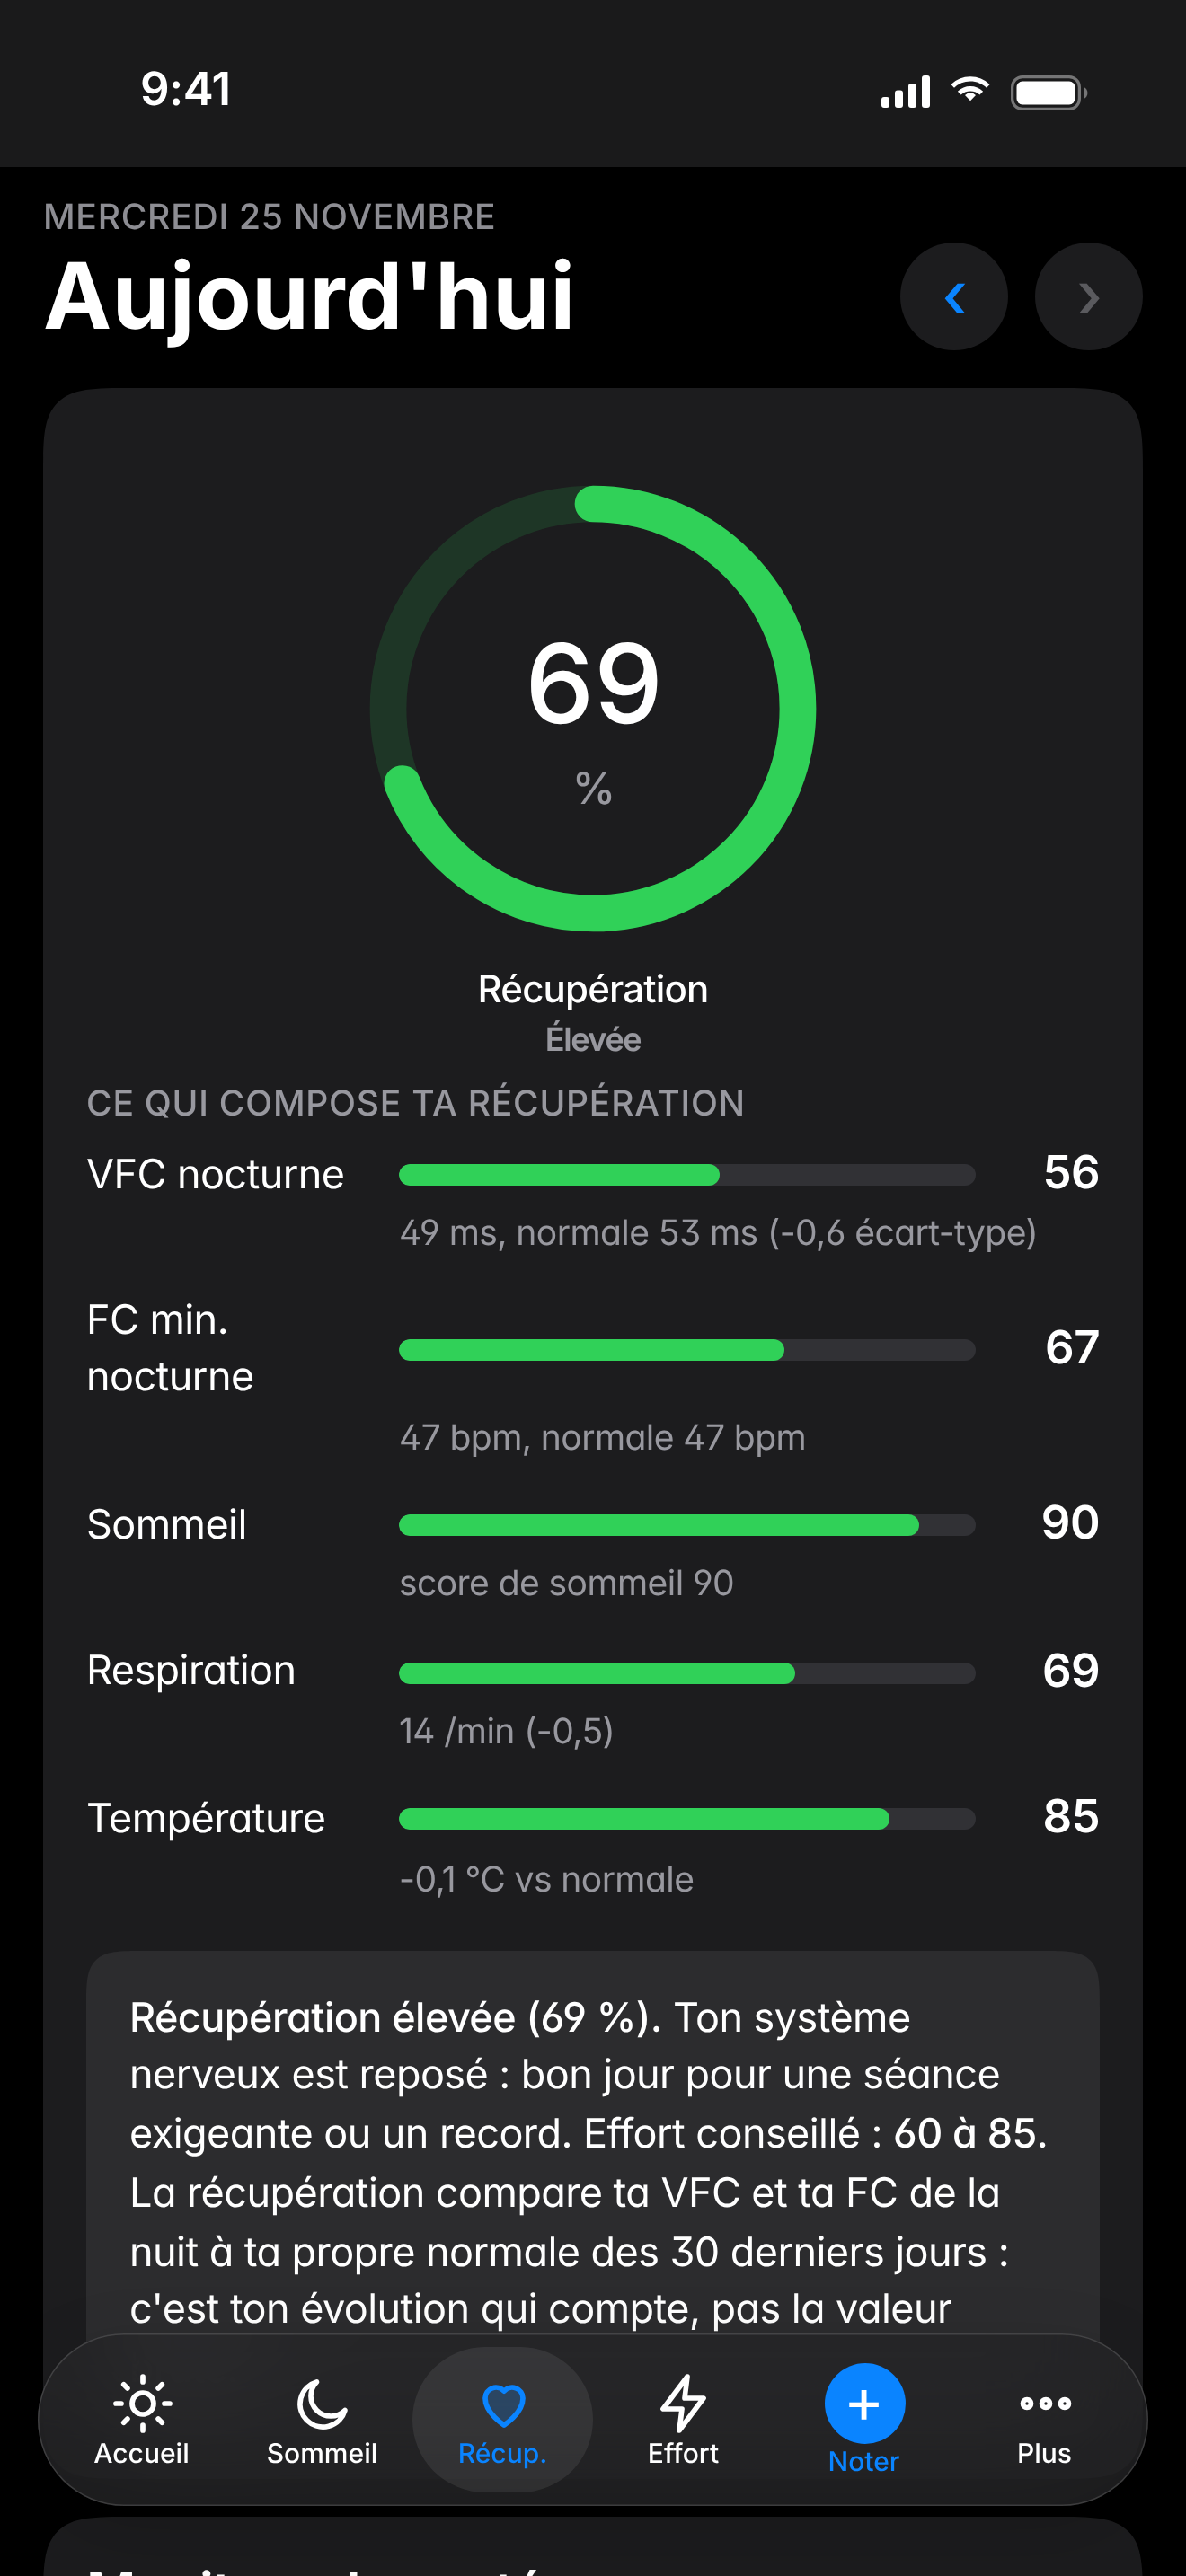 9:41
MERCREDI 25 NOVEMBRE
Aujourd'hui
69
%
Récupération
Élevée
CE QUI COMPOSE TA RÉCUPÉRATION
VFC nocturne 56
49 ms, normale 53 ms (-0,6 écart-type)
FC min.
nocturne 67
47 bpm, normale 47 bpm
Sommeil 90
score de sommeil 90
Respiration 69
14 /min (-0,5)
Température 85
-0,1 °C vs normale
Récupération élevée (69 %). Ton système
nerveux est reposé : bon jour pour une séance
exigeante ou un record. Effort conseillé : 60 à 85.
La récupération compare ta VFC et ta FC de la
nuit à ta propre normale des 30 derniers jours :
c'est ton évolution qui compte, pas la valeur
Accueil Sommeil Récup. Effort Noter Plus